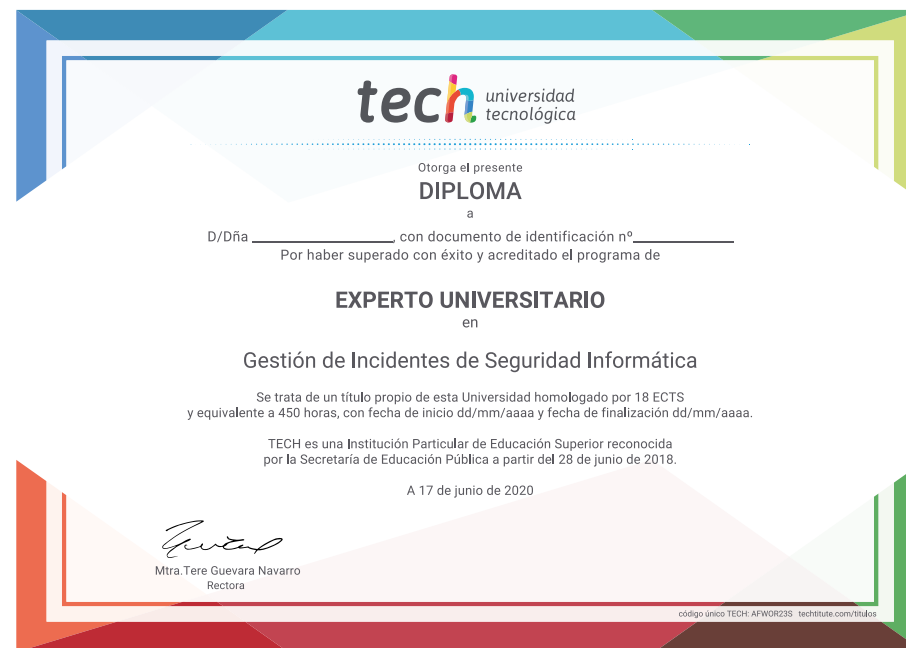 tech universidad
tecnológica
Otorga el presente
DIPLOMA
a
D/Dña ____________, con documento de identificación nº____________
Por haber superado con éxito y acreditado el programa de
EXPERTO UNIVERSITARIO
en
Gestión de Incidentes de Seguridad Informática
Se trata de un título propio de esta Universidad homologado por 18 ECTS
y equivalente a 450 horas, con fecha de inicio dd/mm/aaaa y fecha de finalización dd/mm/aaaa.
TECH es una Institución Particular de Educación Superior reconocida
por la Secretaría de Educación Pública a partir del 28 de junio de 2018.
A 17 de junio de 2020
Mtra.Tere Guevara Navarro
Rectora
código único TECH: AFWOR23S techtitute.com/titulos